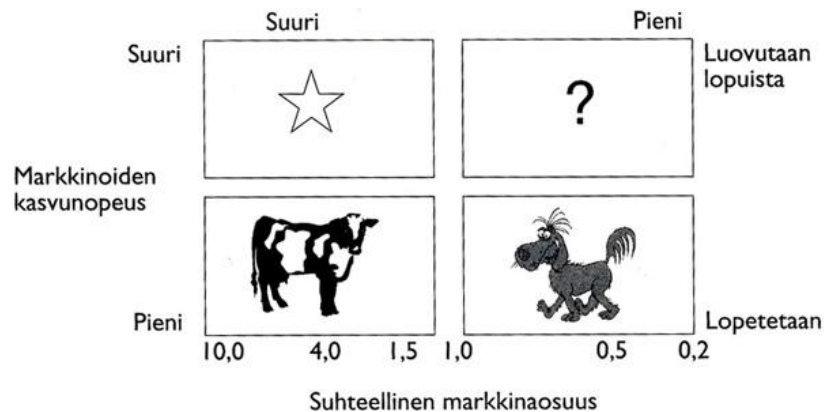 Suuri Pieni
Suuri
?
Luovutaan
lopuista
Markkinoiden
kasvunopeus
Pieni
Lopetetaan
10,0 4,0 1,5 1,0 0,5 0,2
Suhteellinen markkinaosuus